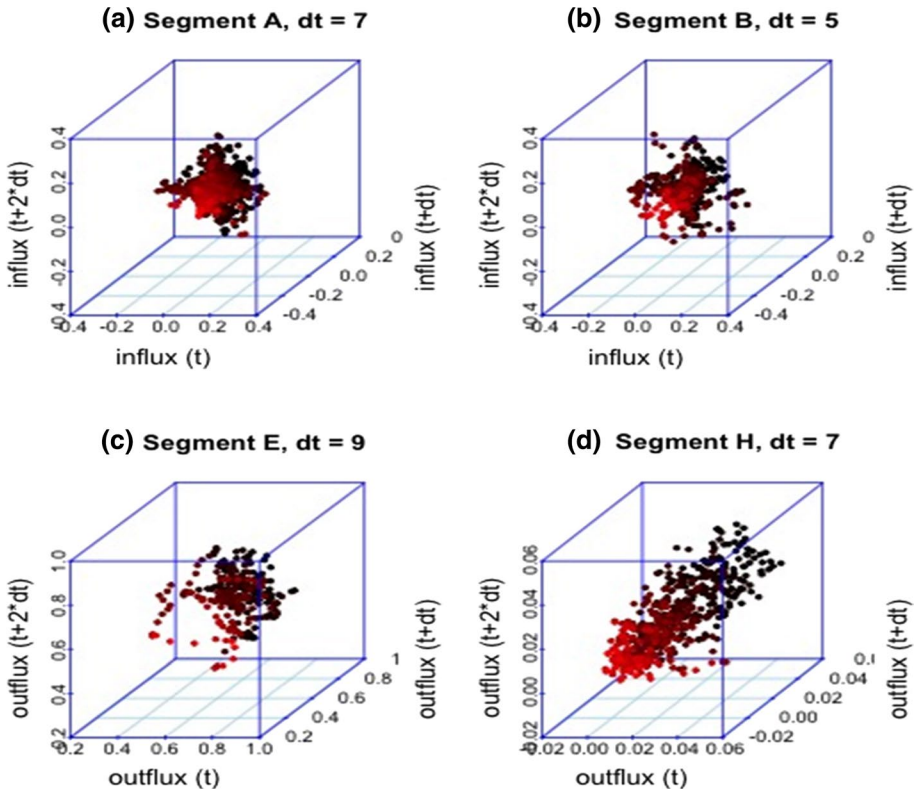 (a) Segment A, dt = 7
influx (t+2*dt)
0.4
0.2
0.0
-0.2
-0.4
-0.4 -0.2 0.0 0.2 0.4
influx (t)
-0.4
-0.2
0.0
0.2
0
influx (t+dt)
(b) Segment B, dt = 5
influx (t+2*dt)
0.4
0.2
0.0
-0.2
-0.4
-0.4 -0.2 0.0 0.2 0.4
influx (t)
-0.4
-0.2
0.0
0.2
0
influx (t+dt)
(c) Segment E, dt = 9
outflux (t+2*dt)
1.0
0.8
0.6
0.4
0.2
0.2 0.4 0.6 0.8 1.0
outflux (t)
0.2
0.4
0.6
0.8
1
outflux (t+dt)
(d) Segment H, dt = 7
outflux (t+2*dt)
0.06
0.04
0.02
0.00
-0.02
-0.02 0.00 0.02 0.04 0.06
outflux (t)
-0.02
0.00
0.02
0.04
outflux (t+dt)